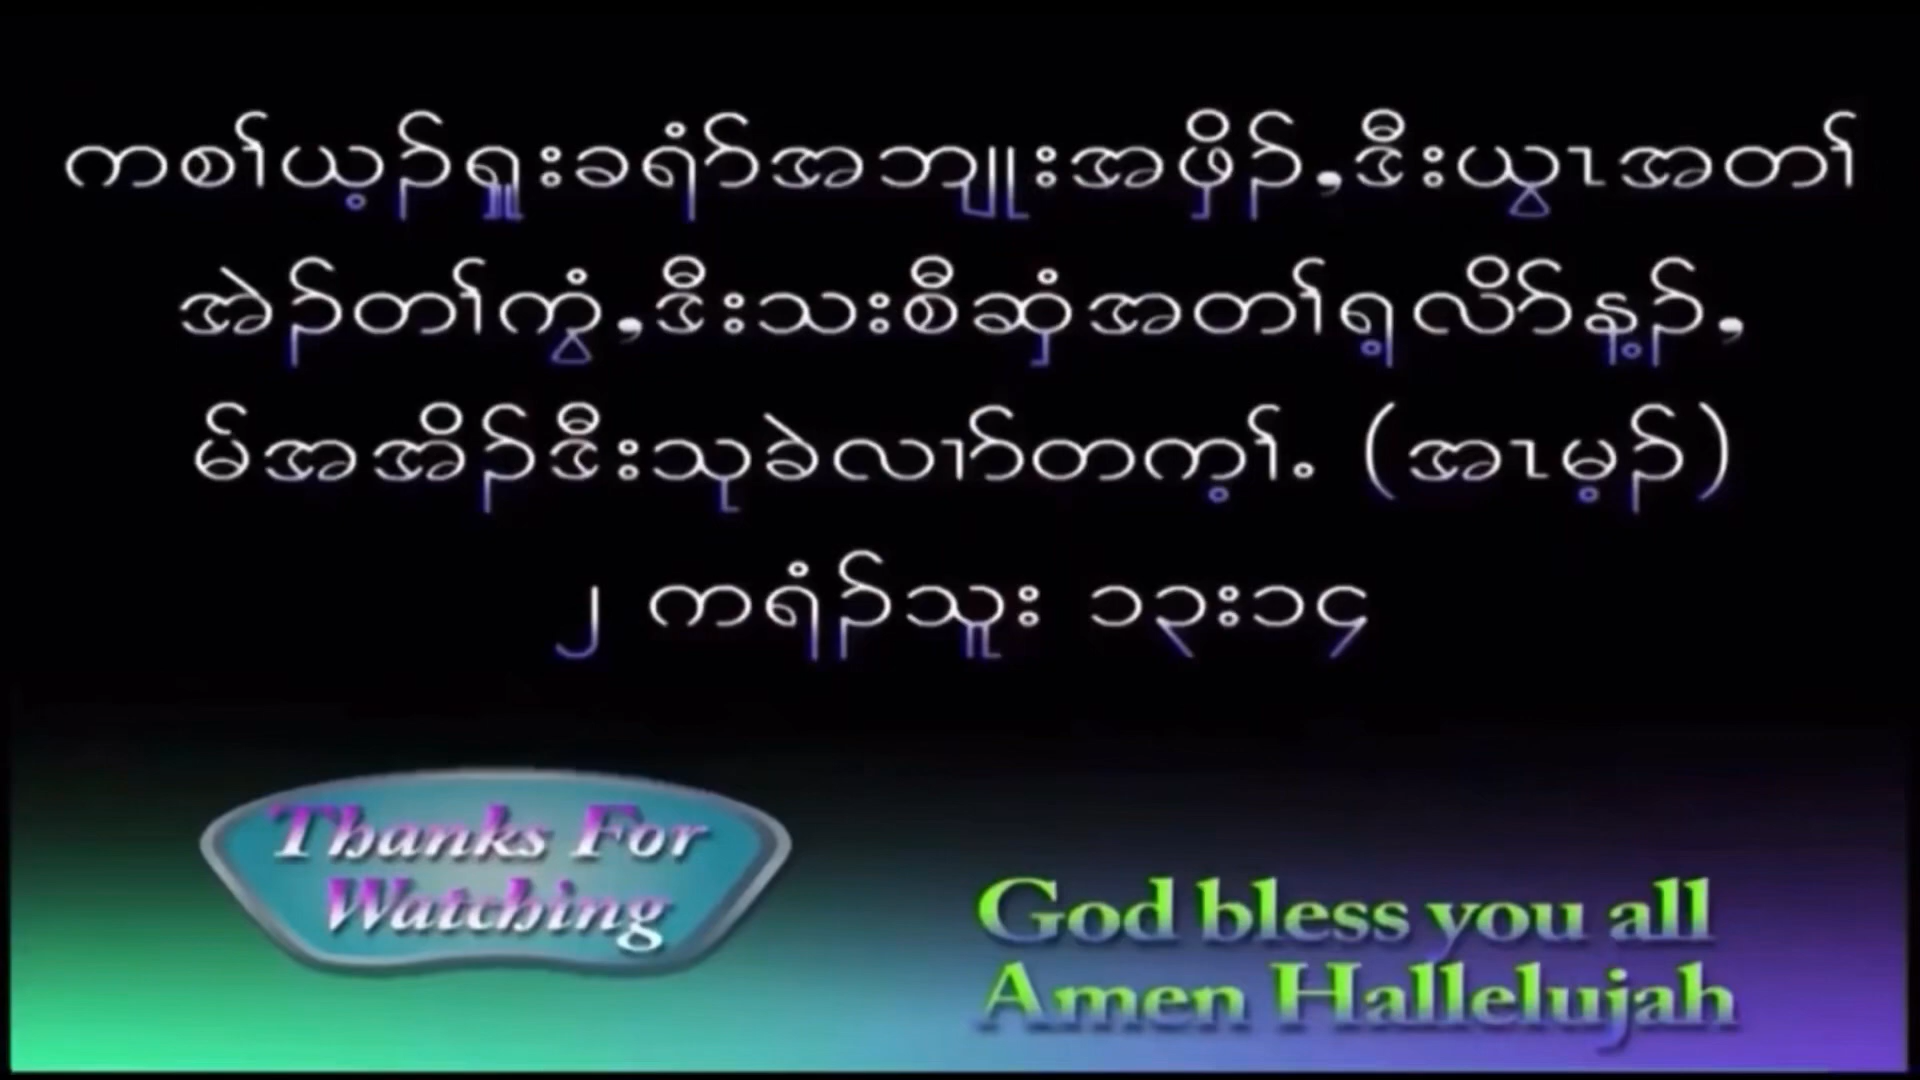 ကစၢ်ယ့ၣ်ရှူးခရံာ်အဘျုးအဖှိၣ်,ဒီးယွၤအတၢ်
အဲၣ်တၢ်ကွံ,ဒီးသးစီဆှံအတၢ်ရ့လိာ်န့ၣ်,
မ်အအိၣ်ဒီးသုခဲလၢာ်တက့ၢ်. (အၤမ့ၣ်)
၂ ကရံၣ်သူး ၁၃း၁၄
Thanks For
Watching
God bless you all
Amen Hallelujah